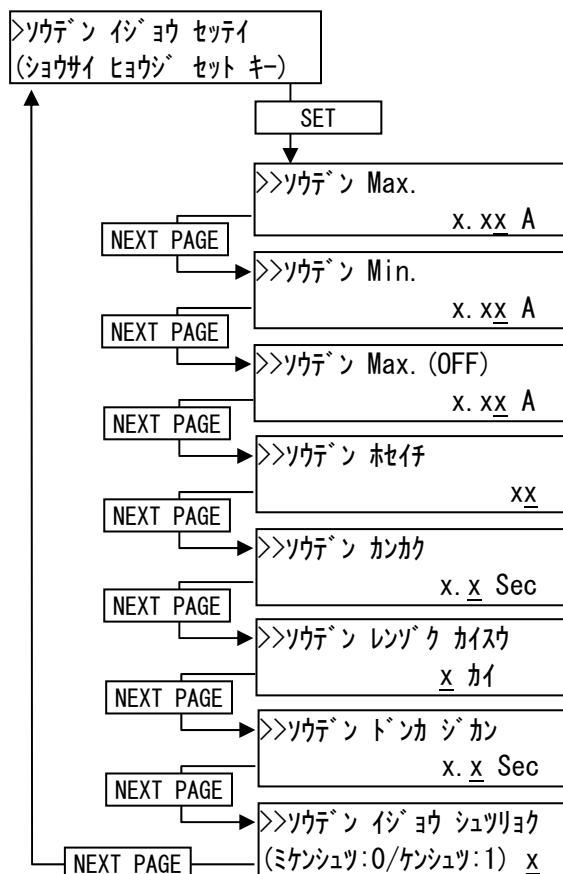 >ソウデン イジョウ セッテイ
(ショウサイ ヒョウジ セット キー)
SET
>>ソウデン Max.
x.xx A
NEXT PAGE
>>ソウデン Min.
x.xx A
NEXT PAGE
>>ソウデン Max.(OFF)
x.xx A
NEXT PAGE
>>ソウデン ホセイチ
xx
NEXT PAGE
>>ソウデン カンカク
x.x Sec
NEXT PAGE
>>ソウデン レンゾク カイスウ
x カイ
NEXT PAGE
>>ソウデン ドンカ ジカン
x.x Sec
NEXT PAGE
>>ソウデン イジョウ シュツリョク
(ミケンシュツ:0/ケンシュツ:1) x
NEXT PAGE